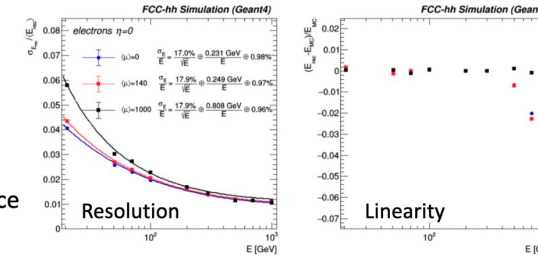 FCC-hh Simulation (Geant4)
σ_Erec/⟨E_rec⟩
0.08
0.07
0.06
0.05
0.04
0.03
0.02
0.01
0
electrons η=0
⟨μ⟩=0 σ_E/E = 17.0%/√E ⊕ 0.231 GeV/E ⊕ 0.98%
⟨μ⟩=140 σ_E/E = 17.9%/√E ⊕ 0.249 GeV/E ⊕ 0.97%
⟨μ⟩=1000 σ_E/E = 17.9%/√E ⊕ 0.808 GeV/E ⊕ 0.96%
ce
Resolution
10²
10³
E [GeV]
FCC-hh Simulation (Gean
(E_rec-E_MC)/E_MC
0.02
0.01
0
−0.01
−0.02
−0.03
−0.04
−0.05
−0.06
−0.07
Linearity
10²
E [G